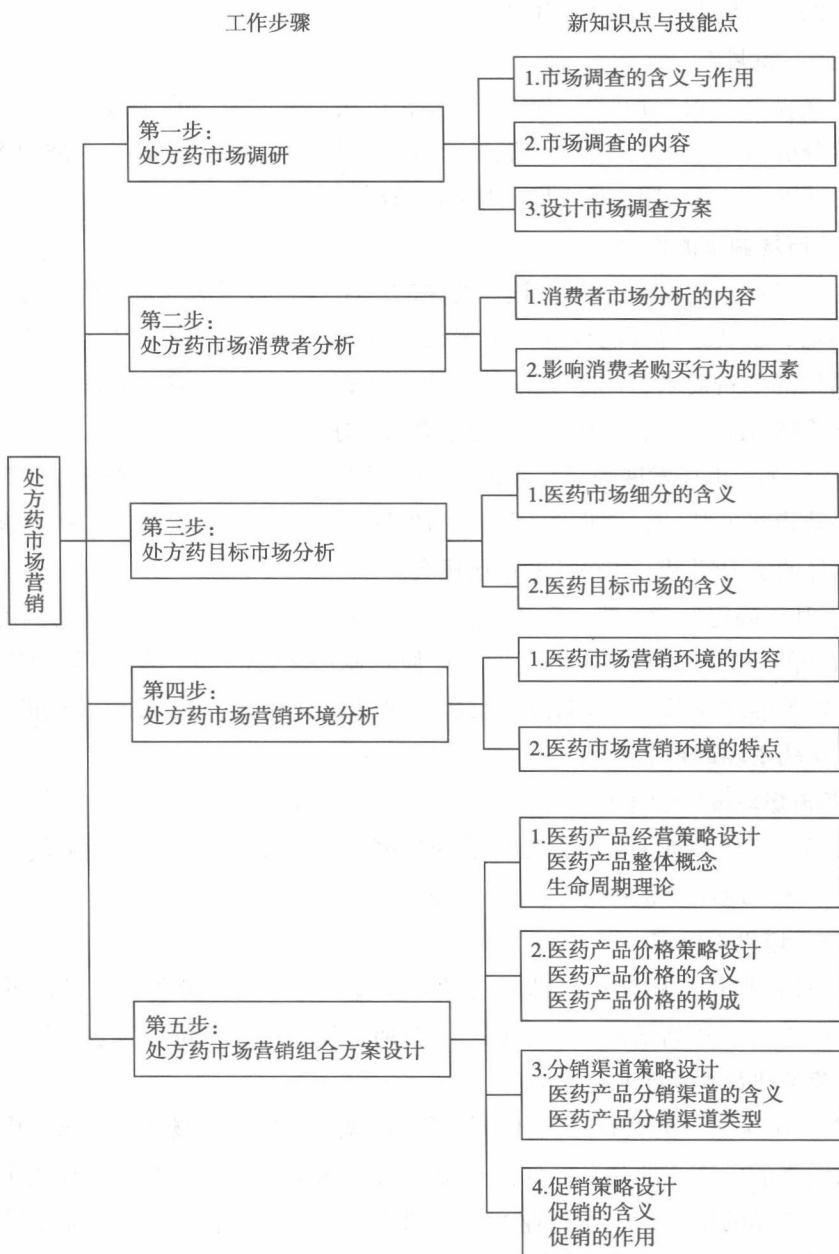 工作步骤
新知识点与技能点
处方药市场营销
第一步：
处方药市场调研
1.市场调查的含义与作用
2.市场调查的内容
3.设计市场调查方案
第二步：
处方药市场消费者分析
1.消费者市场分析的内容
2.影响消费者购买行为的因素
第三步：
处方药目标市场分析
1.医药市场细分的含义
2.医药目标市场的含义
第四步：
处方药市场营销环境分析
1.医药市场营销环境的内容
2.医药市场营销环境的特点
第五步：
处方药市场营销组合方案设计
1.医药产品经营策略设计
医药产品整体概念
生命周期理论
2.医药产品价格策略设计
医药产品价格的含义
医药产品价格的构成
3.分销渠道策略设计
医药产品分销渠道的含义
医药产品分销渠道类型
4.促销策略设计
促销的含义
促销的作用